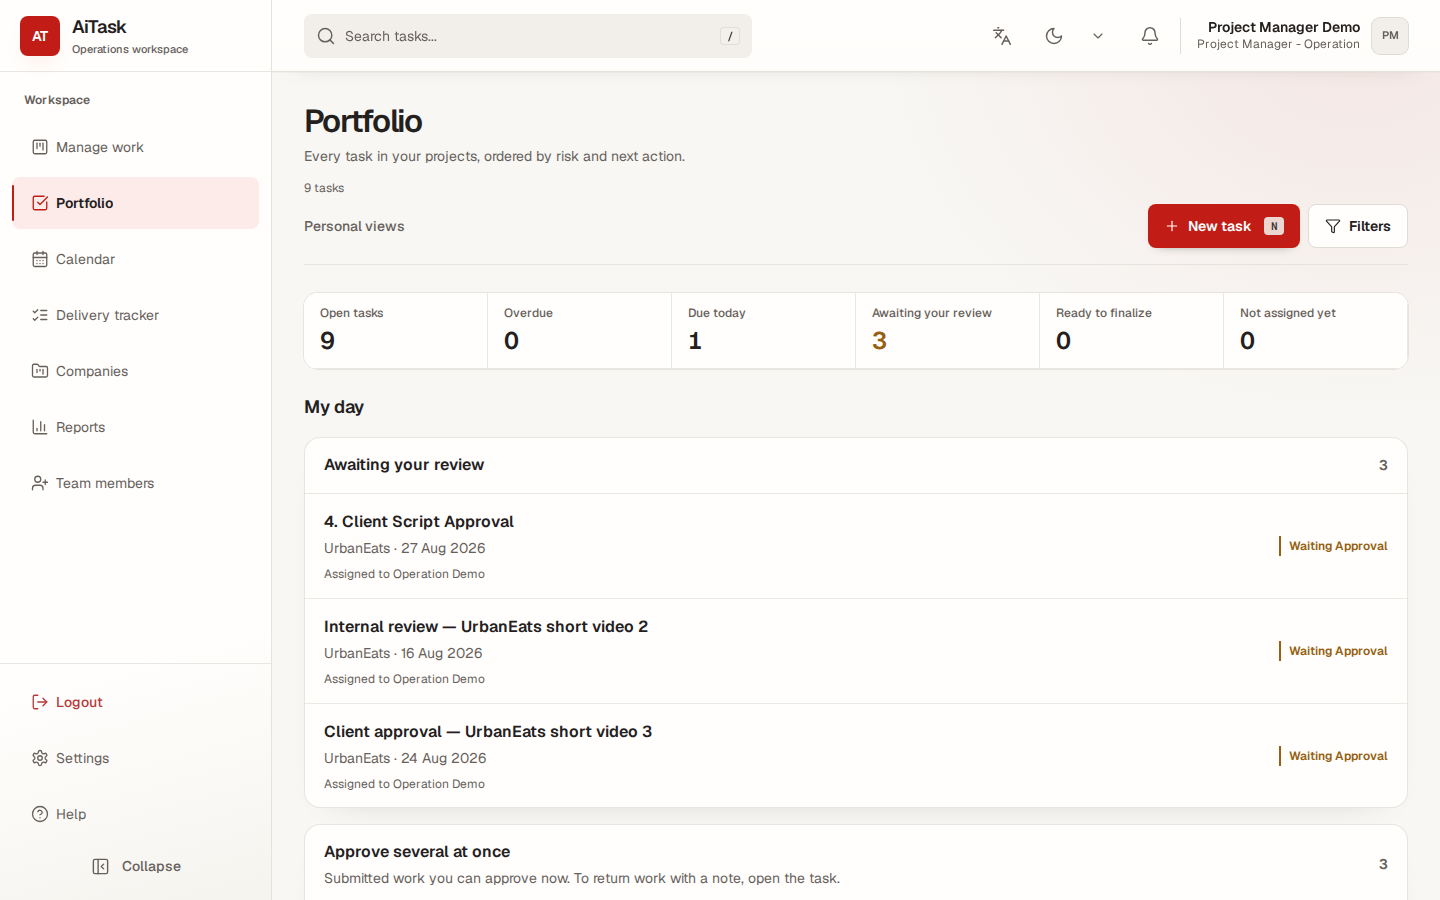 AT
AiTask
Operations workspace
Search tasks...
/
Project Manager Demo
Project Manager - Operation
PM
Workspace
Manage work
Portfolio
Calendar
Delivery tracker
Companies
Reports
Team members
Logout
Settings
Help
Collapse
Portfolio
Every task in your projects, ordered by risk and next action.
9 tasks
Personal views
New task N
Filters
Open tasks
9
Overdue
0
Due today
1
Awaiting your review
3
Ready to finalize
0
Not assigned yet
0
My day
Awaiting your review
3
4. Client Script Approval
UrbanEats · 27 Aug 2026
Assigned to Operation Demo
Waiting Approval
Internal review — UrbanEats short video 2
UrbanEats · 16 Aug 2026
Assigned to Operation Demo
Waiting Approval
Client approval — UrbanEats short video 3
UrbanEats · 24 Aug 2026
Assigned to Operation Demo
Waiting Approval
Approve several at once
Submitted work you can approve now. To return work with a note, open the task.
3